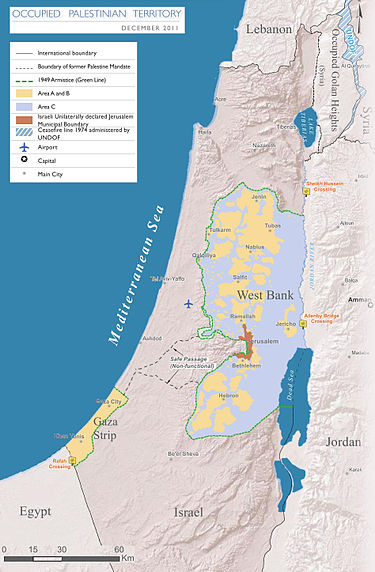 OCCUPIED PALESTINIAN TERRITORY
DECEMBER 2011
International boundary
Boundary of former Palestine Mandate
1949 Armistice (Green Line)
Area A and B
Area C
Israeli Unilaterally declared Jerusalem
Municipal Boundary
Ceasefire line 1974 administered by
UNDOF
Airport
Capital
Main City
Lebanon
UNDOF
Occupied Golan Heights
(Syria)
Syria
Acre
Haifa
Tiberias
LAKE
TIBERIAS
Nazareth
Sheikh Hussein
Crossing
Jenin
Tubas
Tulkarm
Nablus
Qalqiliya
Salfit
Mediterranean Sea
West Bank
Amman
Ramallah
Jericho
Allenby Bridge
Crossing
Ashdod
Jerusalem
Safe Passage
(Non-functional)
Bethlehem
Dead Sea
Hebron
Gaza City
Gaza
Strip
Khan Yunis
Rafah
Crossing
Be'er Sheva
Jordan
Karak
Egypt
Israel
0 15 30 60
Km